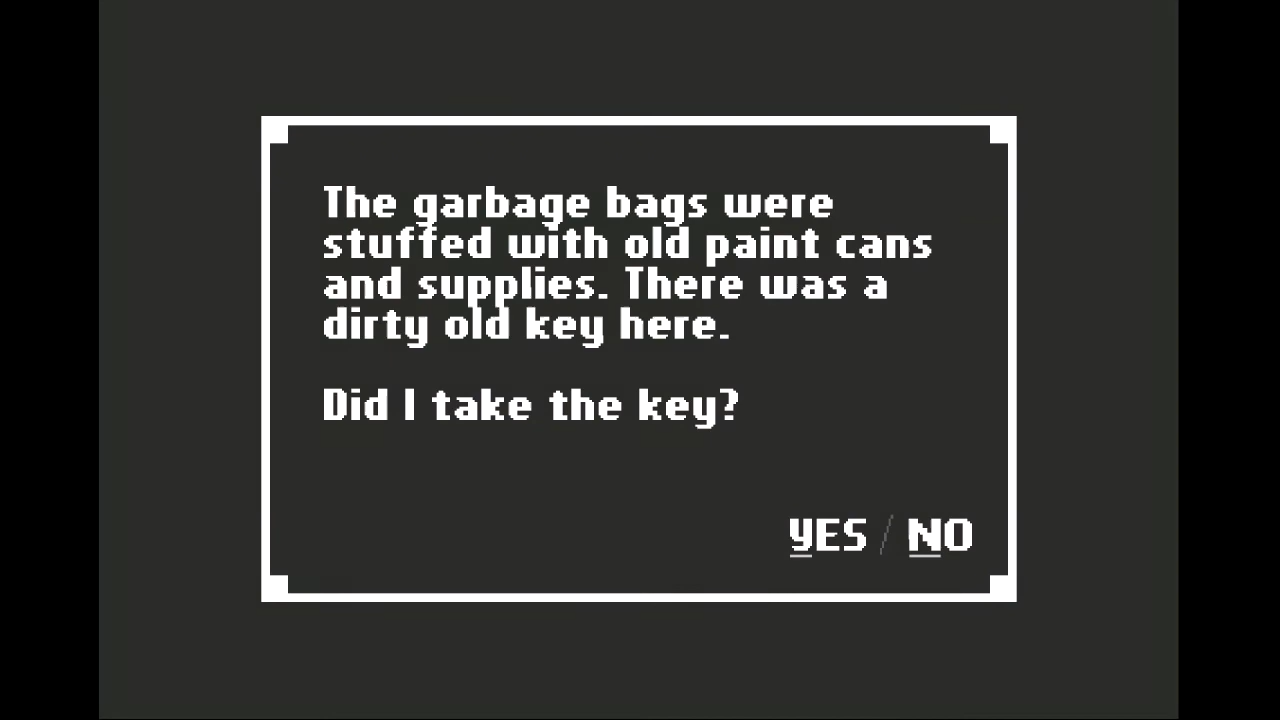 The garbage bags were
stuffed with old paint cans
and supplies. There was a
dirty old key here.
Did I take the key?
YES / NO